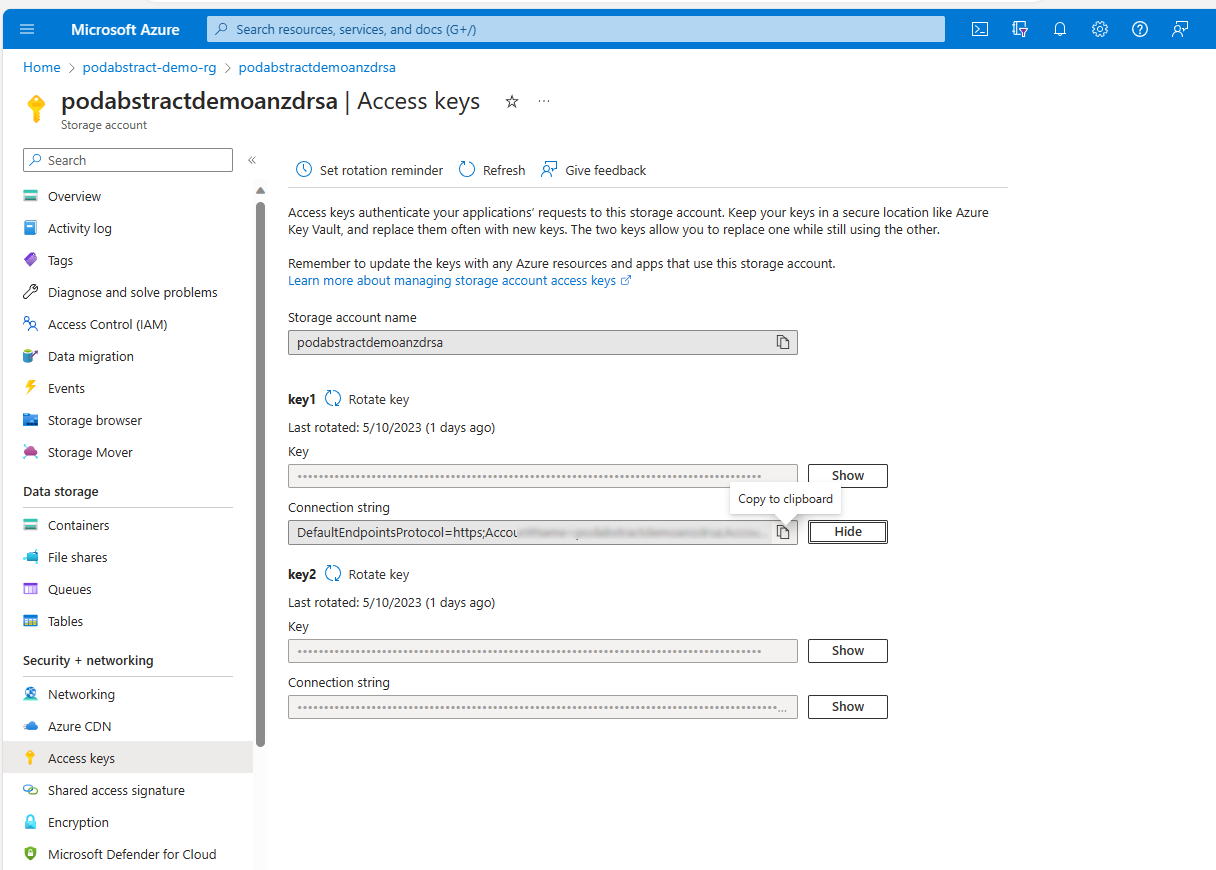 Microsoft Azure
Search resources, services, and docs (G+/)
Home > podabstract-demo-rg > podabstractdemoanzdrsa
podabstractdemoanzdrsa | Access keys
Storage account
Search
«
Overview
Activity log
Tags
Diagnose and solve problems
Access Control (IAM)
Data migration
Events
Storage browser
Storage Mover
Data storage
Containers
File shares
Queues
Tables
Security + networking
Networking
Azure CDN
Access keys
Shared access signature
Encryption
Microsoft Defender for Cloud
Set rotation reminder Refresh Give feedback
Access keys authenticate your applications' requests to this storage account. Keep your keys in a secure location like Azure
Key Vault, and replace them often with new keys. The two keys allow you to replace one while still using the other.
Remember to update the keys with any Azure resources and apps that use this storage account.
Learn more about managing storage account access keys
Storage account name
podabstractdemoanzdrsa
key1 Rotate key
Last rotated: 5/10/2023 (1 days ago)
Key
Show
Copy to clipboard
Connection string
DefaultEndpointsProtocol=https;Accou
Hide
key2 Rotate key
Last rotated: 5/10/2023 (1 days ago)
Key
Show
Connection string
Show